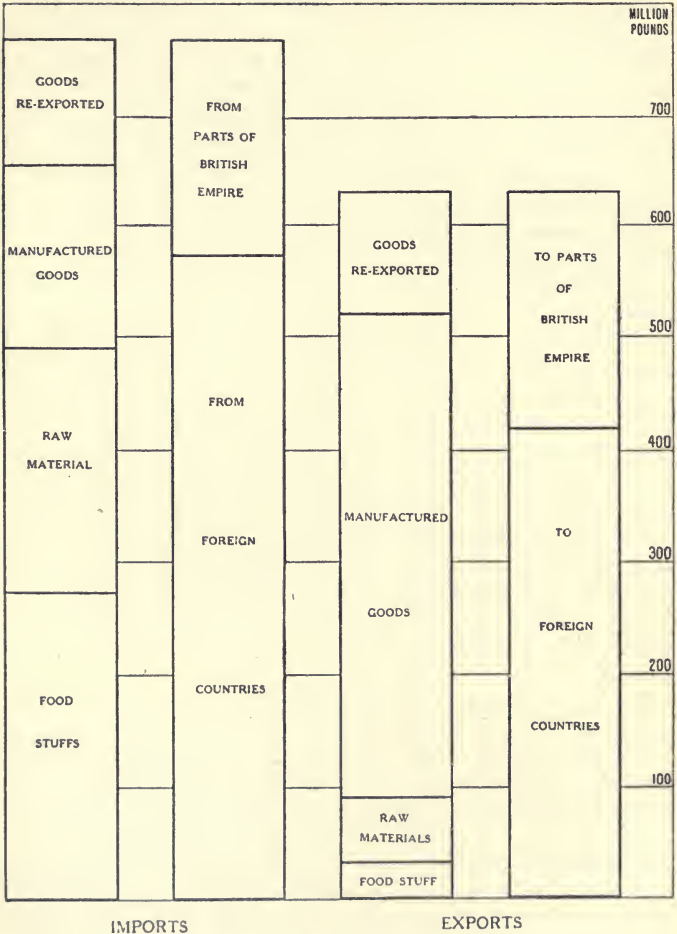 MILLION
POUNDS
GOODS
RE-EXPORTED
MANUFACTURED
GOODS
RAW
MATERIAL
FOOD
STUFFS
FROM
PARTS OF
BRITISH
EMPIRE
FROM
FOREIGN
COUNTRIES
GOODS
RE-EXPORTED
MANUFACTURED
GOODS
RAW
MATERIALS
FOOD STUFF
TO PARTS
OF
BRITISH
EMPIRE
TO
FOREIGN
COUNTRIES
700
600
500
400
300
200
100
IMPORTS
EXPORTS